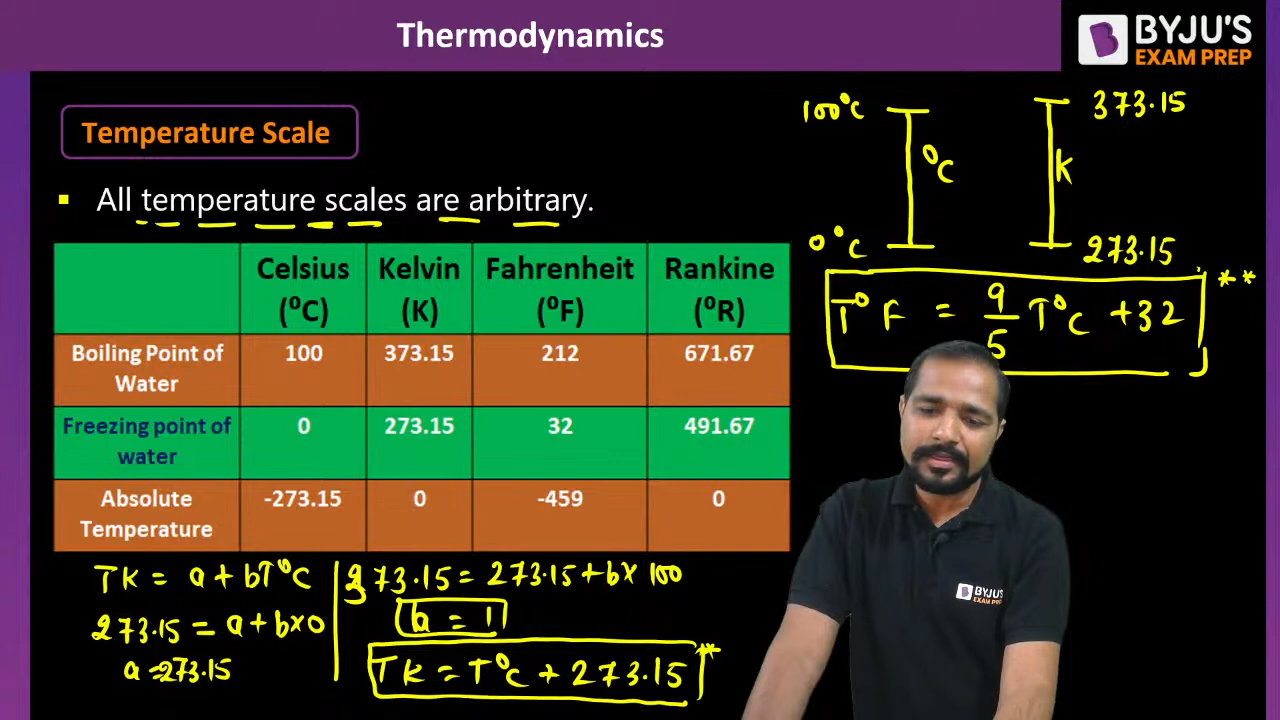 Thermodynamics
BYJU'S
EXAM PREP
Temperature Scale
All temperature scales are arbitrary.
Celsius (⁰C) Kelvin (K) Fahrenheit (⁰F) Rankine (⁰R)
Boiling Point of Water 100 373.15 212 671.67
Freezing point of water 0 273.15 32 491.67
Absolute Temperature -273.15 0 -459 0
100°C
373.15
°C
K
0°C
273.15
T°F = 9/5 T°C + 32 **
TK = a + bT°C
273.15 = a + b×0
a = 273.15
373.15 = 273.15 + b × 100
b = 1
TK = T°C + 273.15 **
BYJU'S
EXAM PREP